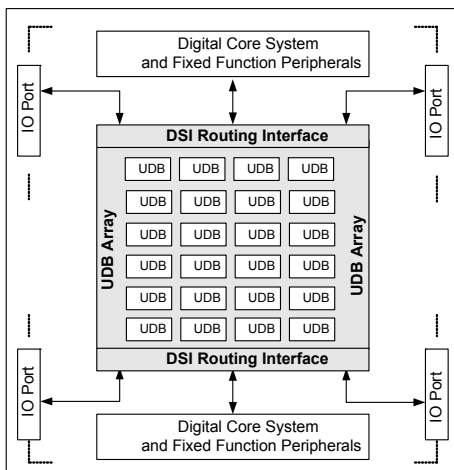 Digital Core System
and Fixed Function Peripherals
IO Port
IO Port
DSI Routing Interface
UDB Array
UDB Array
UDB UDB UDB UDB
UDB UDB UDB UDB
UDB UDB UDB UDB
UDB UDB UDB UDB
UDB UDB UDB UDB
UDB UDB UDB UDB
DSI Routing Interface
IO Port
IO Port
Digital Core System
and Fixed Function Peripherals